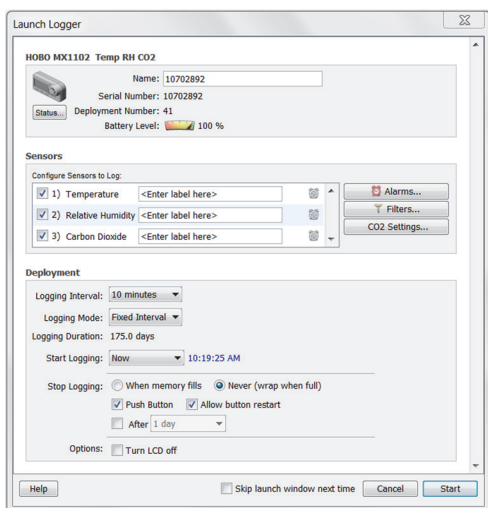 Launch Logger
HOBO MX1102 Temp RH CO2
Name: 10702892
Serial Number: 10702892
Status... Deployment Number: 41
Battery Level: 100 %
Sensors
Configure Sensors to Log:
1) Temperature <Enter label here>
2) Relative Humidity <Enter label here>
3) Carbon Dioxide <Enter label here>
Alarms...
Filters...
CO2 Settings...
Deployment
Logging Interval: 10 minutes
Logging Mode: Fixed Interval
Logging Duration: 175.0 days
Start Logging: Now 10:19:25 AM
Stop Logging: When memory fills Never (wrap when full)
Push Button Allow button restart
After 1 day
Options: Turn LCD off
Help Skip launch window next time Cancel Start